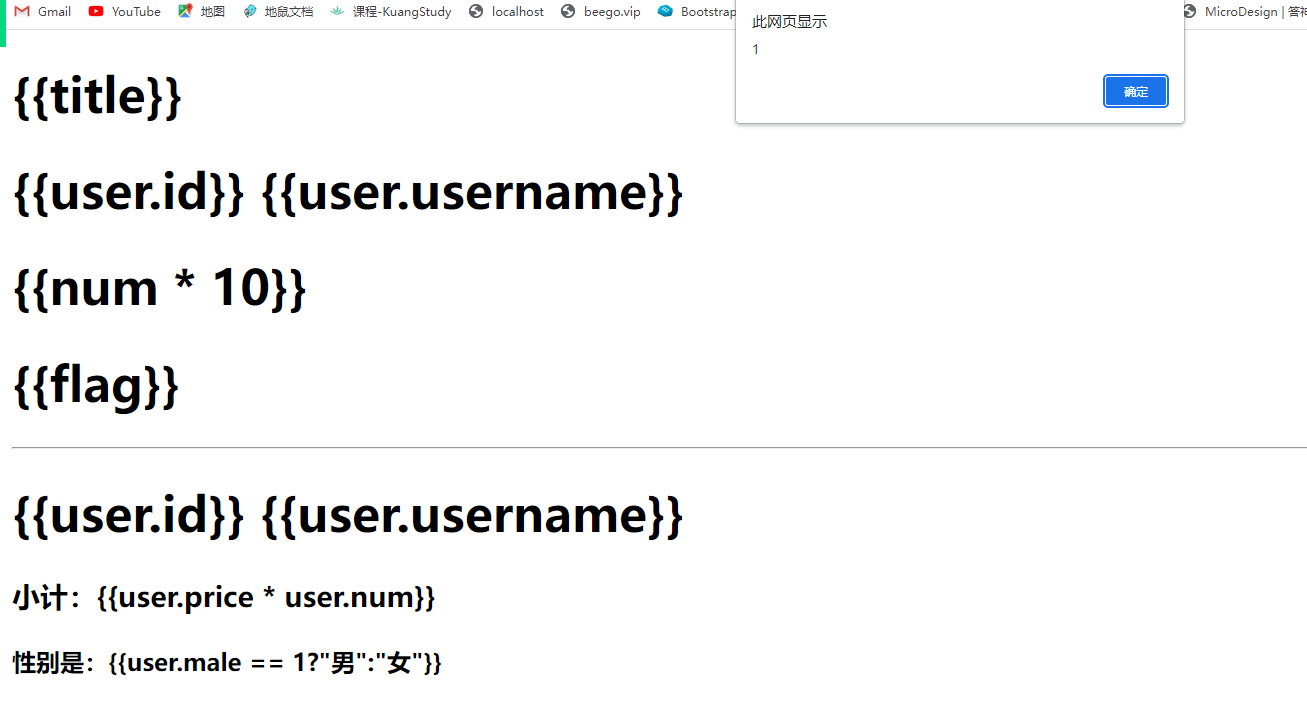 Gmail YouTube 地图 地鼠文档 课程-KuangStudy localhost beego.vip Bootstrap MicroDesign | 答
此网页显示
1
确定
{{title}}
{{user.id}} {{user.username}}
{{num * 10}}
{{flag}}
{{user.id}} {{user.username}}
小计：{{user.price * user.num}}
性别是：{{user.male == 1?"男":"女"}}